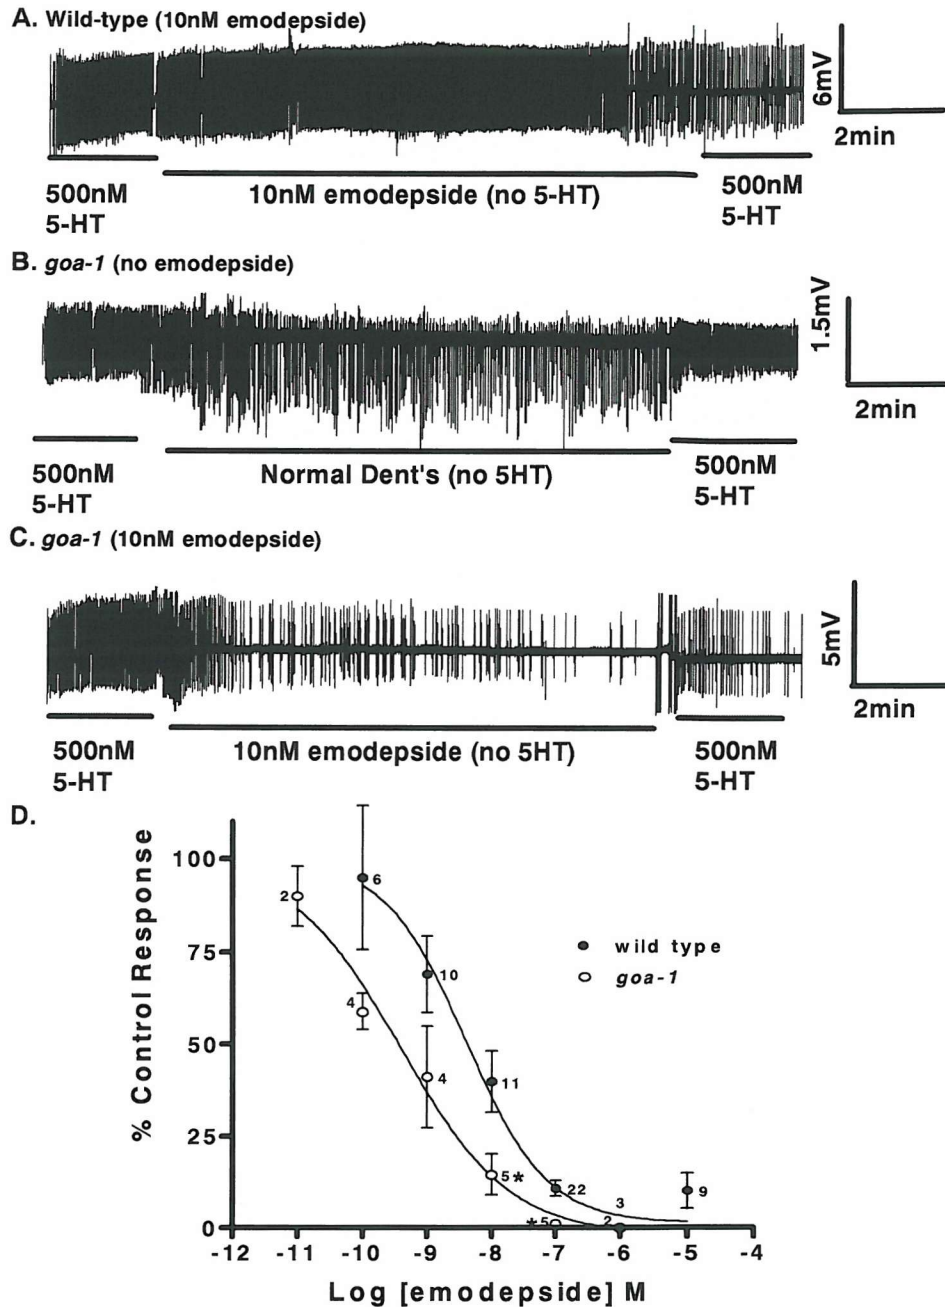 A. Wild-type (10nM emodepside)
6mV
2min
500nM
5-HT
10nM emodepside (no 5-HT)
500nM
5-HT
B. goa-1 (no emodepside)
1.5mV
2min
500nM
5-HT
Normal Dent's (no 5HT)
500nM
5-HT
C. goa-1 (10nM emodepside)
5mV
2min
500nM
5-HT
10nM emodepside (no 5HT)
500nM
5-HT
D.
% Control Response
100
75
50
25
0
2
6
4
10
4
11
5*
22
*5
3
2
9
wild type
goa-1
-12 -11 -10 -9 -8 -7 -6 -5 -4
Log [emodepside] M